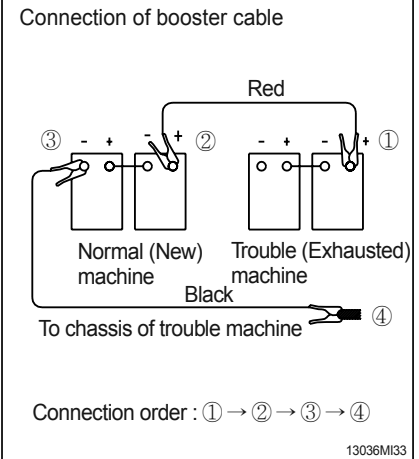 Connection of booster cable
Red
③ - + - + ② - + - + ①
Normal (New) machine
Trouble (Exhausted) machine
Black
To chassis of trouble machine ④
Connection order : ①→②→③→④
13036MI33